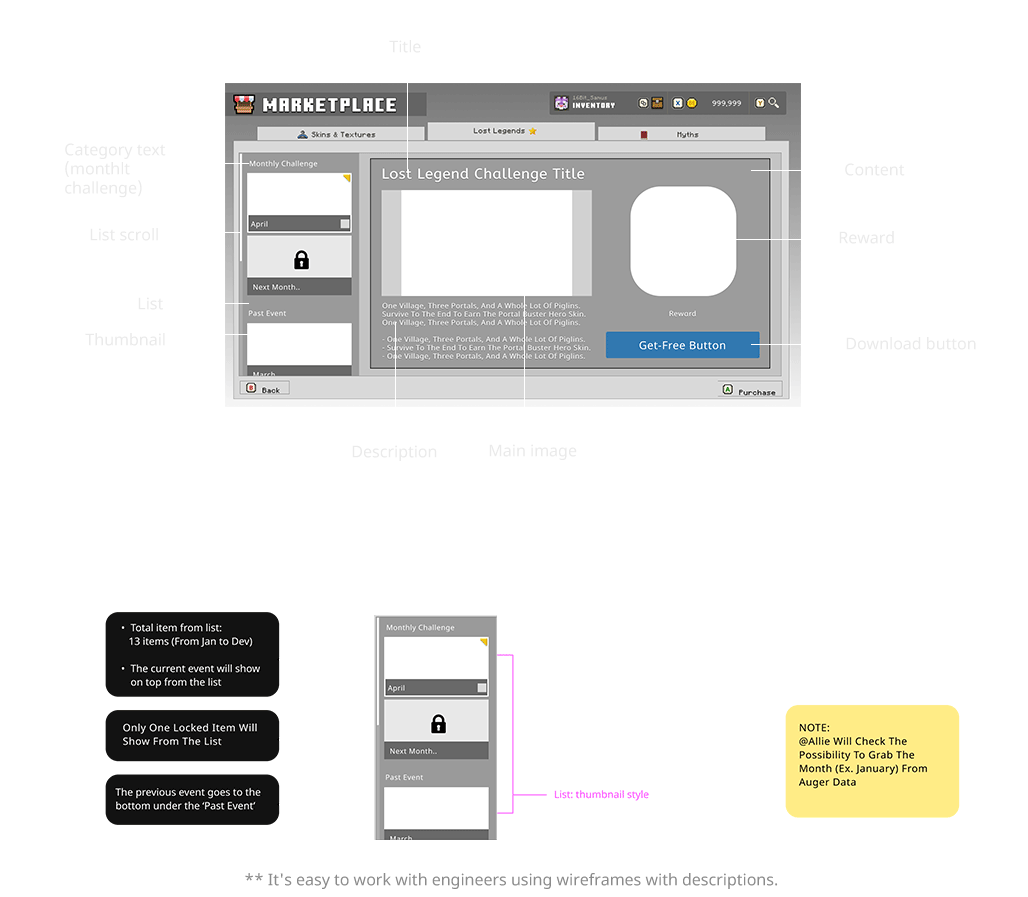 Title
MARKETPLACE
16Bit_Samus
INVENTORY
X
999,999
Y
Skins & Textures
Lost Legends
Myths
Category text
(monthlt
challenge)
List scroll
List
Thumbnail
Monthly Challenge
April
Next Month..
Past Event
March
Lost Legend Challenge Title
One Village, Three Portals, And A Whole Lot Of Piglins.
Survive To The End To Earn The Portal Buster Hero Skin.
One Village, Three Portals, And A Whole Lot Of Piglins.
- One Village, Three Portals, And A Whole Lot Of Piglins.
- Survive To The End To Earn The Portal Buster Hero Skin.
- One Village, Three Portals, And A Whole Lot Of Piglins.
Reward
Get-Free Button
B Back
A Purchase
Content
Reward
Download button
Description
Main image
• Total item from list:
13 items (From Jan to Dev)
• The current event will show
on top from the list
Only One Locked Item Will
Show From The List
The previous event goes to the
bottom under the ‘Past Event’
Monthly Challenge
April
Next Month..
Past Event
March
List: thumbnail style
NOTE:
@Allie Will Check The
Possibility To Grab The
Month (Ex. January) From
Auger Data
** It's easy to work with engineers using wireframes with descriptions.